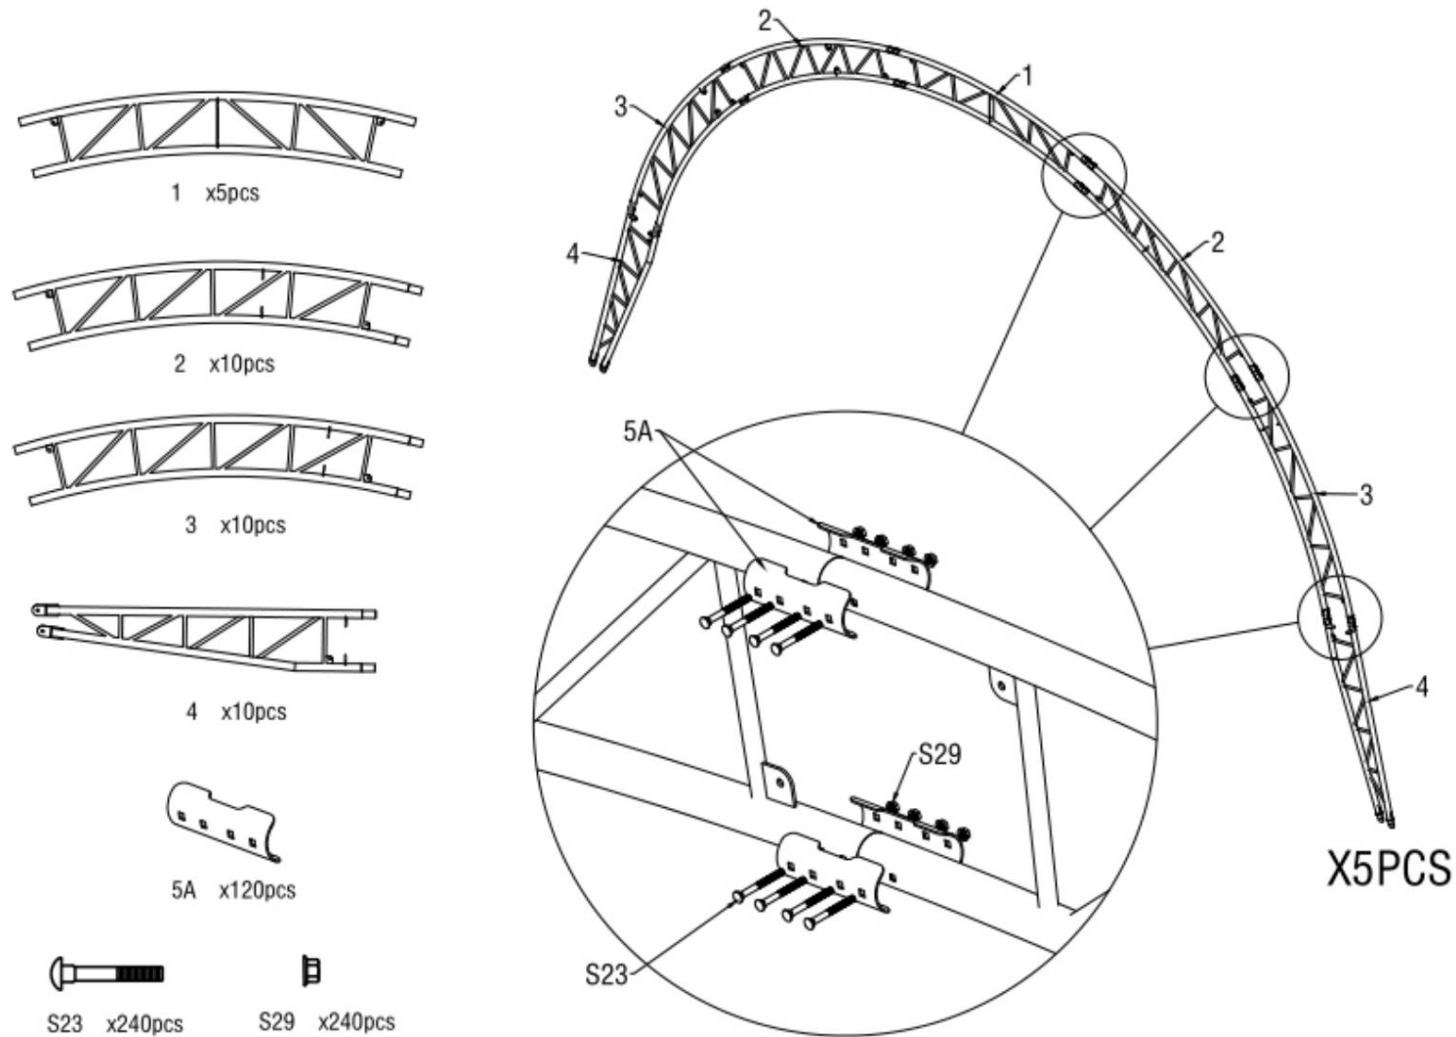 1 x5pcs
2 x10pcs
3 x10pcs
4 x10pcs
5A x120pcs
S23 x240pcs
S29 x240pcs
2
1
3
4
2
5A
3
4
S29
X5PCS
S23